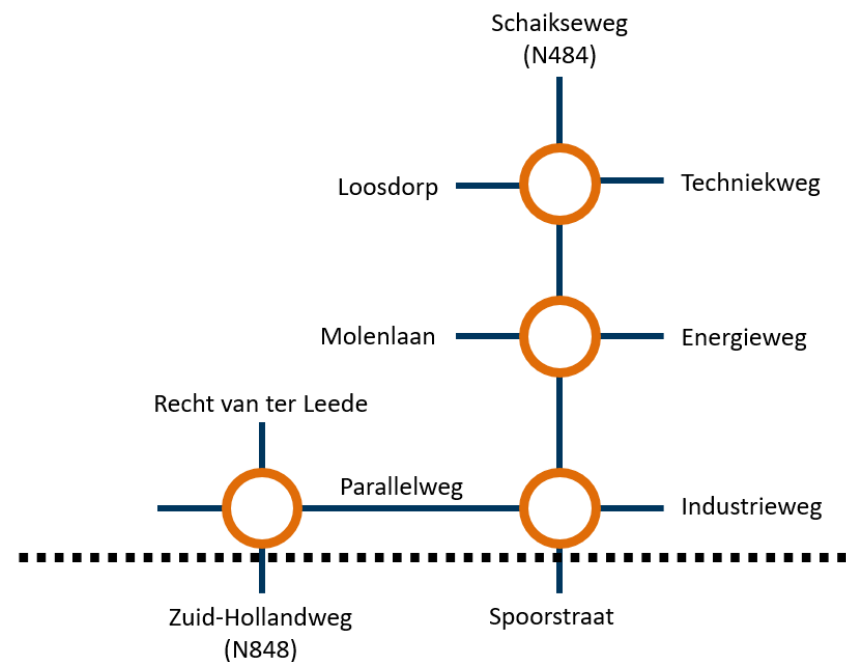 Schaikseweg
(N484)
Loosdorp
Techniekweg
Molenlaan
Energieweg
Recht van ter Leede
Parallelweg
Industrieweg
Zuid-Hollandweg
(N848)
Spoorstraat